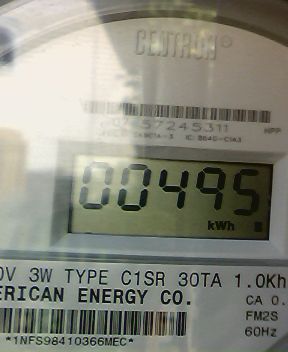 CENTRON®
57245311
NPP
00495
kWh
0V 3W TYPE C1SR 30TA 1.0Kh
ERICAN ENERGY CO.
CA 0.
FM2S
*1NFS98410366MEC*
60Hz